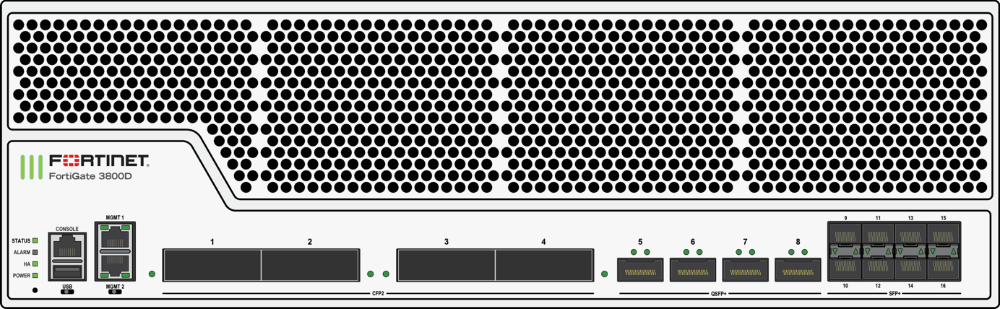 FORTINET®
FortiGate 3800D
STATUS
ALARM
HA
POWER
CONSOLE
USB
MGMT 1
MGMT 2
1 2 3 4
CFP2
5 6 7 8
QSFP+
9 11 13 15
10 12 14 16
SFP+